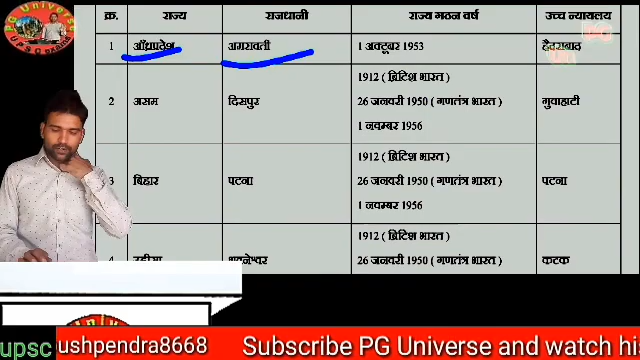 PG Universe
UPSC
क्र. राज्य राजधानी राज्य गठन वर्ष उच्च न्यायालय
1 आँध्रप्रदेश अमरावती 1 अक्टूबर 1953 हैदराबाद
1912 ( ब्रिटिश भारत )
2 असम दिसपुर 26 जनवरी 1950 ( गणतंत्र भारत ) गुवाहाटी
1 नवम्बर 1956
1912 ( ब्रिटिश भारत )
3 बिहार पटना 26 जनवरी 1950 ( गणतंत्र भारत ) पटना
1 नवम्बर 1956
1912 ( ब्रिटिश भारत )
26 जनवरी 1950 ( गणतंत्र भारत ) कटक
upsc ushpendra8668 Subscribe PG Universe and watch hi